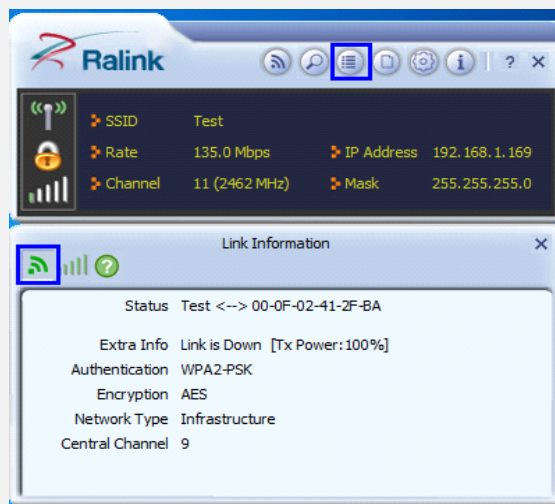 Ralink
? ×
SSID Test
Rate 135.0 Mbps IP Address 192.168.1.169
Channel 11 (2462 MHz) Mask 255.255.255.0
Link Information ×
?
Status Test <--> 00-0F-02-41-2F-BA
Extra Info Link is Down [Tx Power:100%]
Authentication WPA2-PSK
Encryption AES
Network Type Infrastructure
Central Channel 9